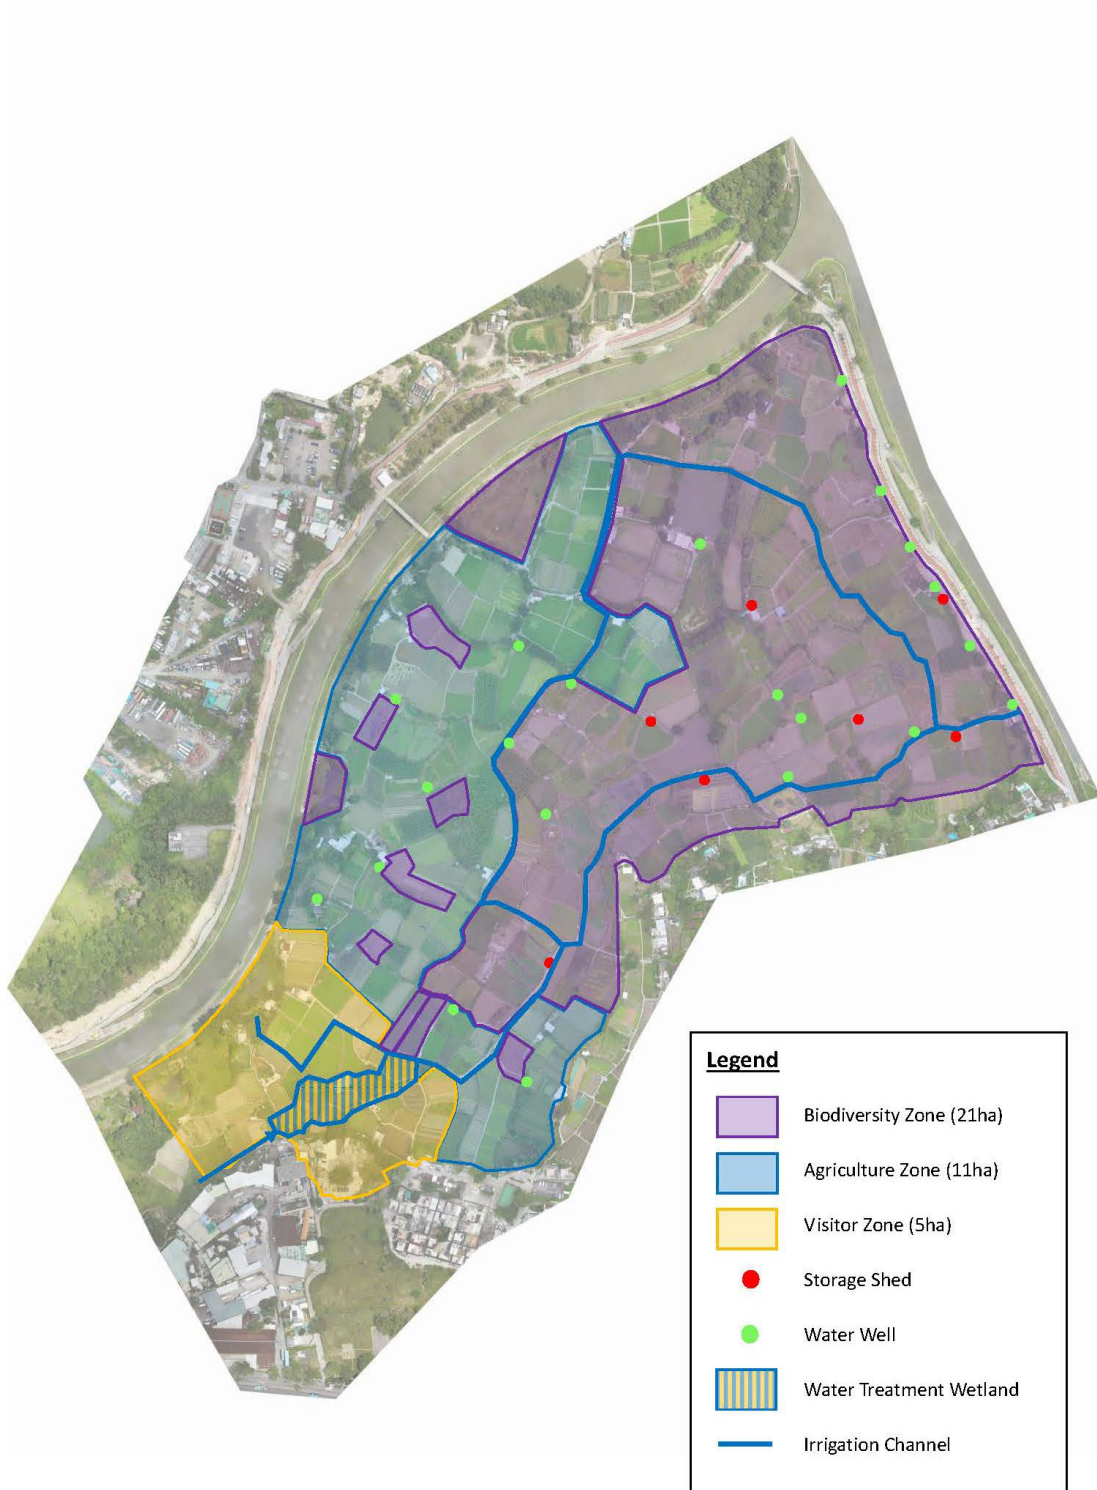 Legend
Biodiversity Zone (21ha)
Agriculture Zone (11ha)
Visitor Zone (5ha)
Storage Shed
Water Well
Water Treatment Wetland
Irrigation Channel